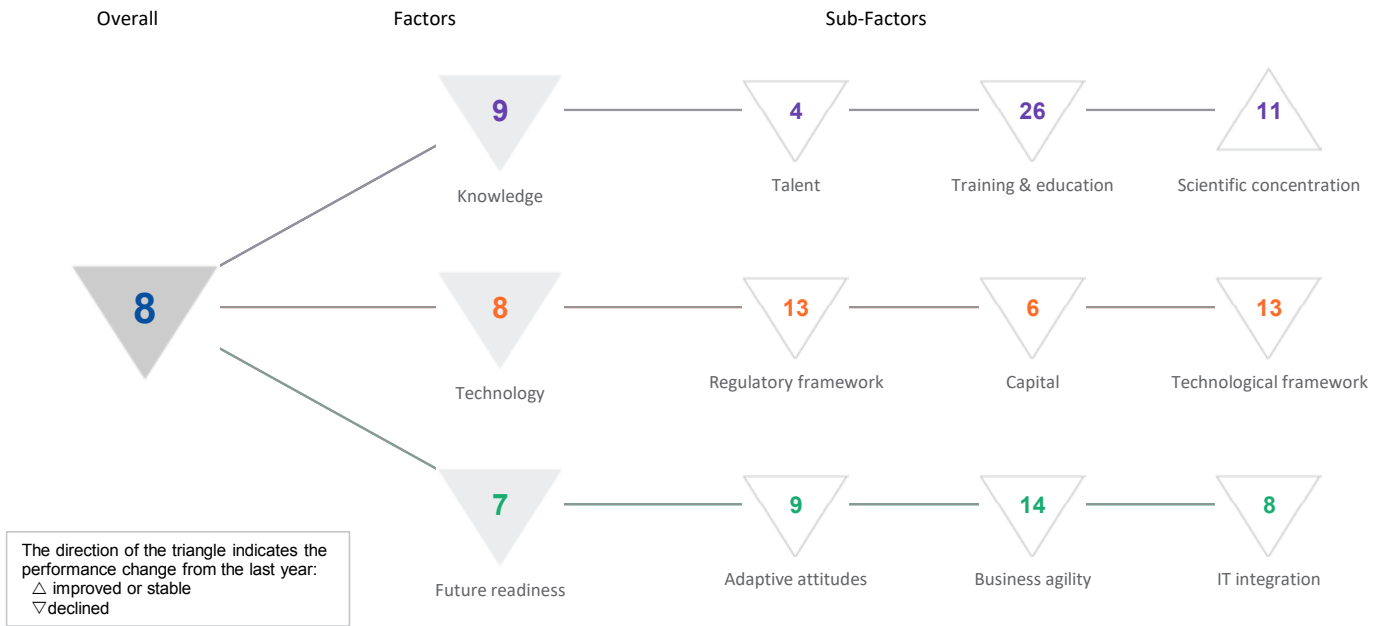 Overall
Factors
Sub-Factors
9
4
26
11
Knowledge
Talent
Training & education
Scientific concentration
8
8
13
6
13
Technology
Regulatory framework
Capital
Technological framework
7
9
14
8
Future readiness
Adaptive attitudes
Business agility
IT integration
The direction of the triangle indicates the
performance change from the last year:
△ improved or stable
▽declined